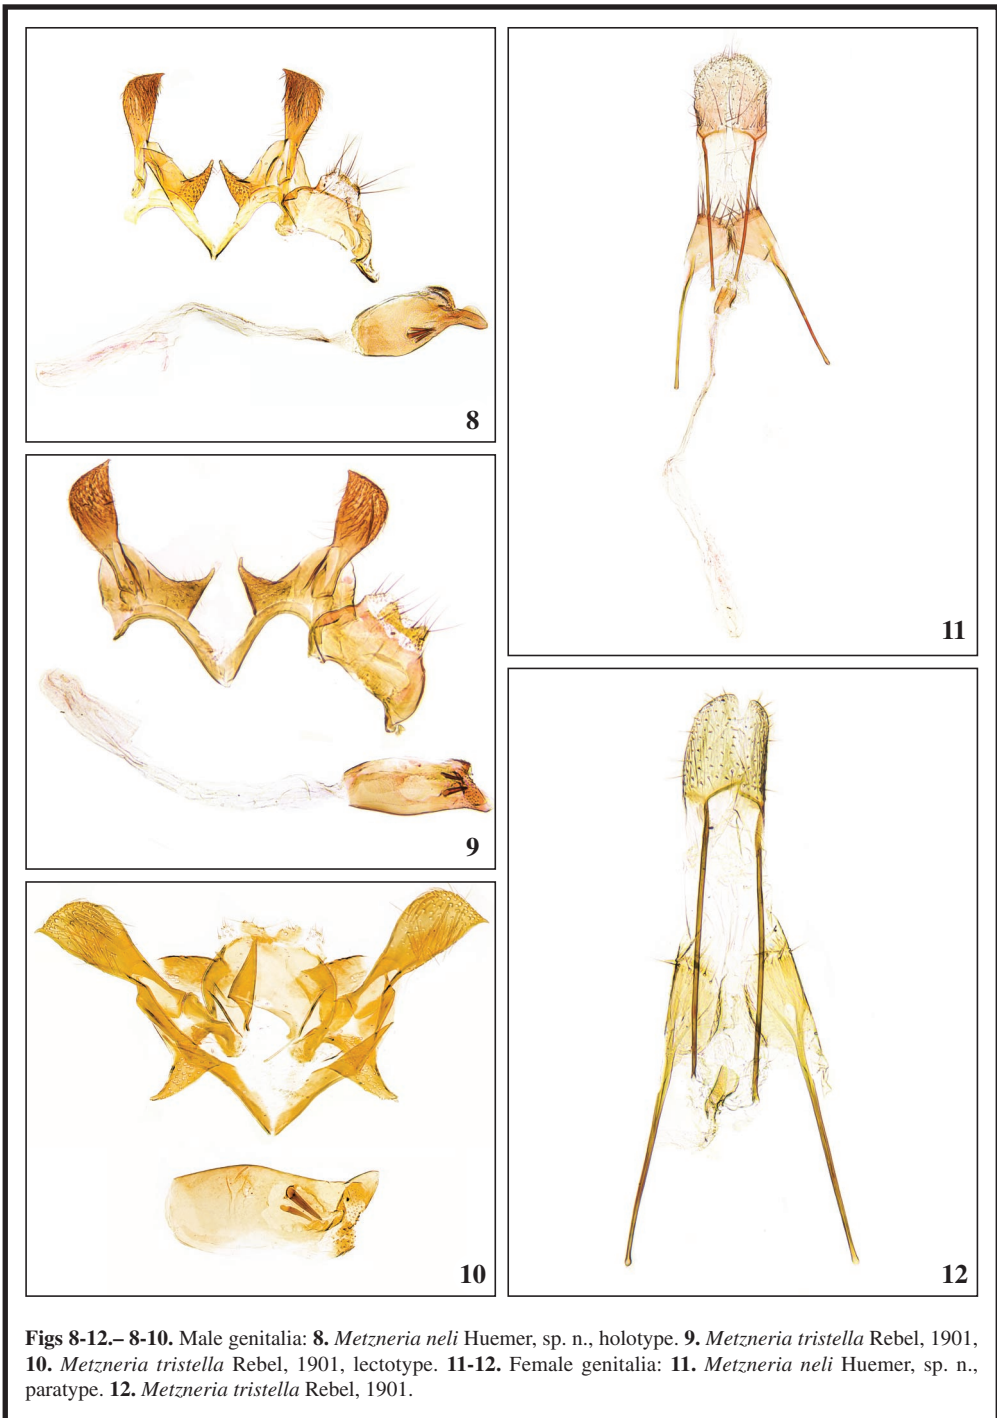 8
11
9
10
12
Figs 8-12.– 8-10. Male genitalia: 8. Metzneria neli Huemer, sp. n., holotype. 9. Metzneria tristella Rebel, 1901,
10. Metzneria tristella Rebel, 1901, lectotype. 11-12. Female genitalia: 11. Metzneria neli Huemer, sp. n.,
paratype. 12. Metzneria tristella Rebel, 1901.